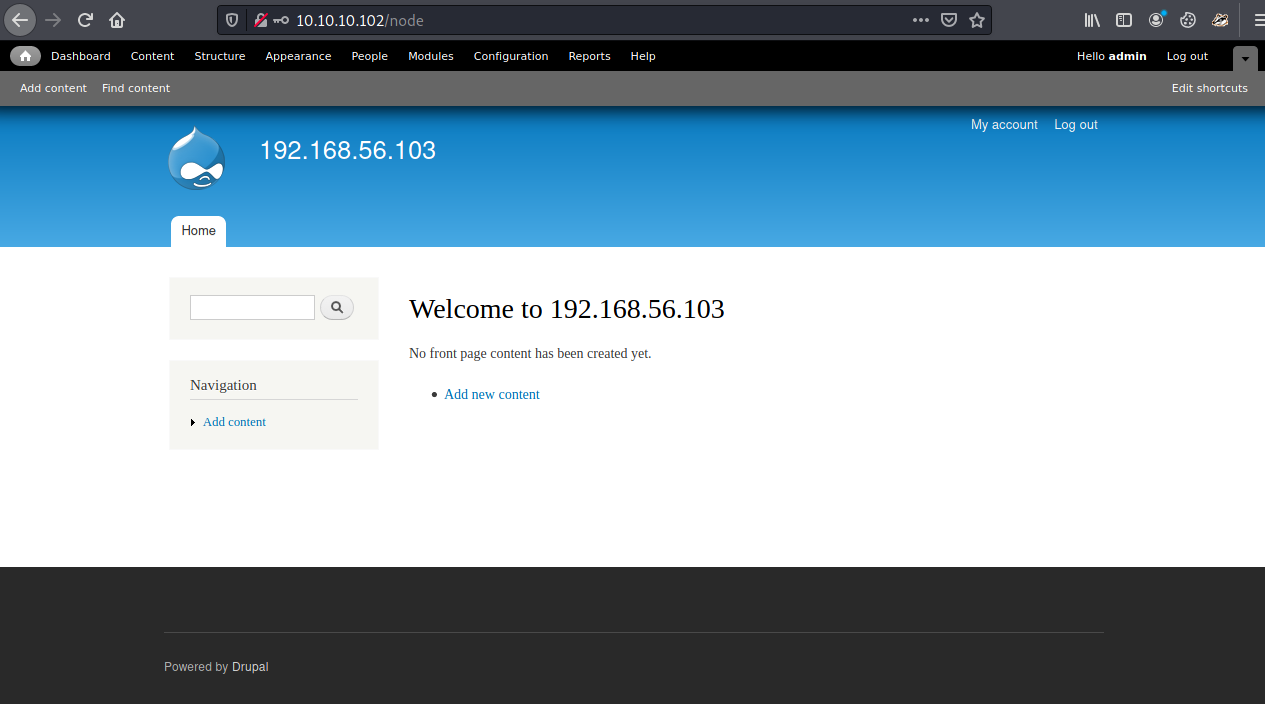 10.10.10.102/node
Dashboard Content Structure Appearance People Modules Configuration Reports Help Hello admin Log out
Add content Find content Edit shortcuts
My account Log out
192.168.56.103
Home
Welcome to 192.168.56.103
No front page content has been created yet.
Navigation
Add new content
Add content
Powered by Drupal